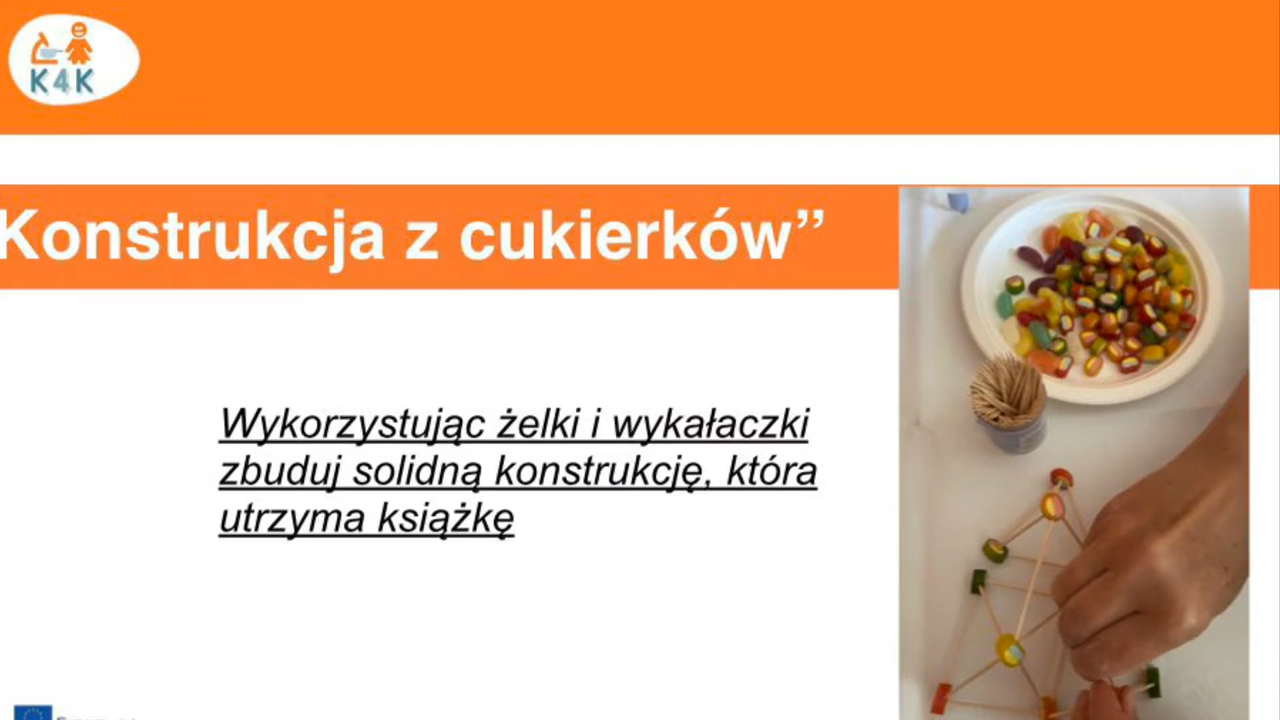 K4K
Konstrukcja z cukierków”
Wykorzystując żelki i wykałaczki
zbuduj solidną konstrukcję, która
utrzyma książkę